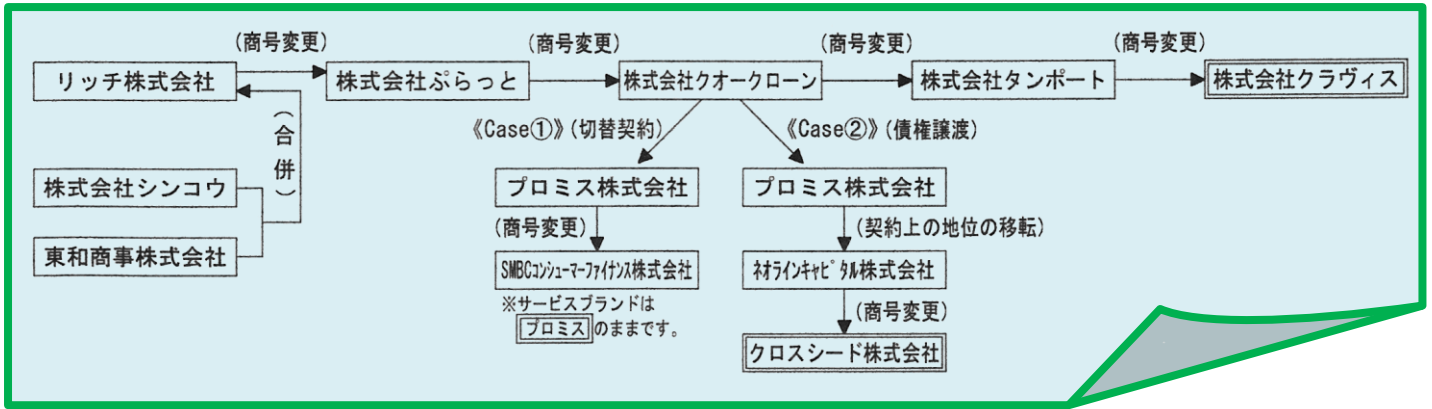 (商号変更)
(商号変更)
(商号変更)
(商号変更)
リッチ株式会社
株式会社ぷらっと
株式会社クオークローン
株式会社タンポート
株式会社クラヴィス
(合併)
《Case①》(切替契約)
《Case②》(債権譲渡)
株式会社シンコウ
プロミス株式会社
プロミス株式会社
(商号変更)
(契約上の地位の移転)
東和商事株式会社
SMBCコンシューマーファイナンス株式会社
ネオラインキャピタル株式会社
※サービスブランドは
プロミスのままです。
(商号変更)
クロスシード株式会社